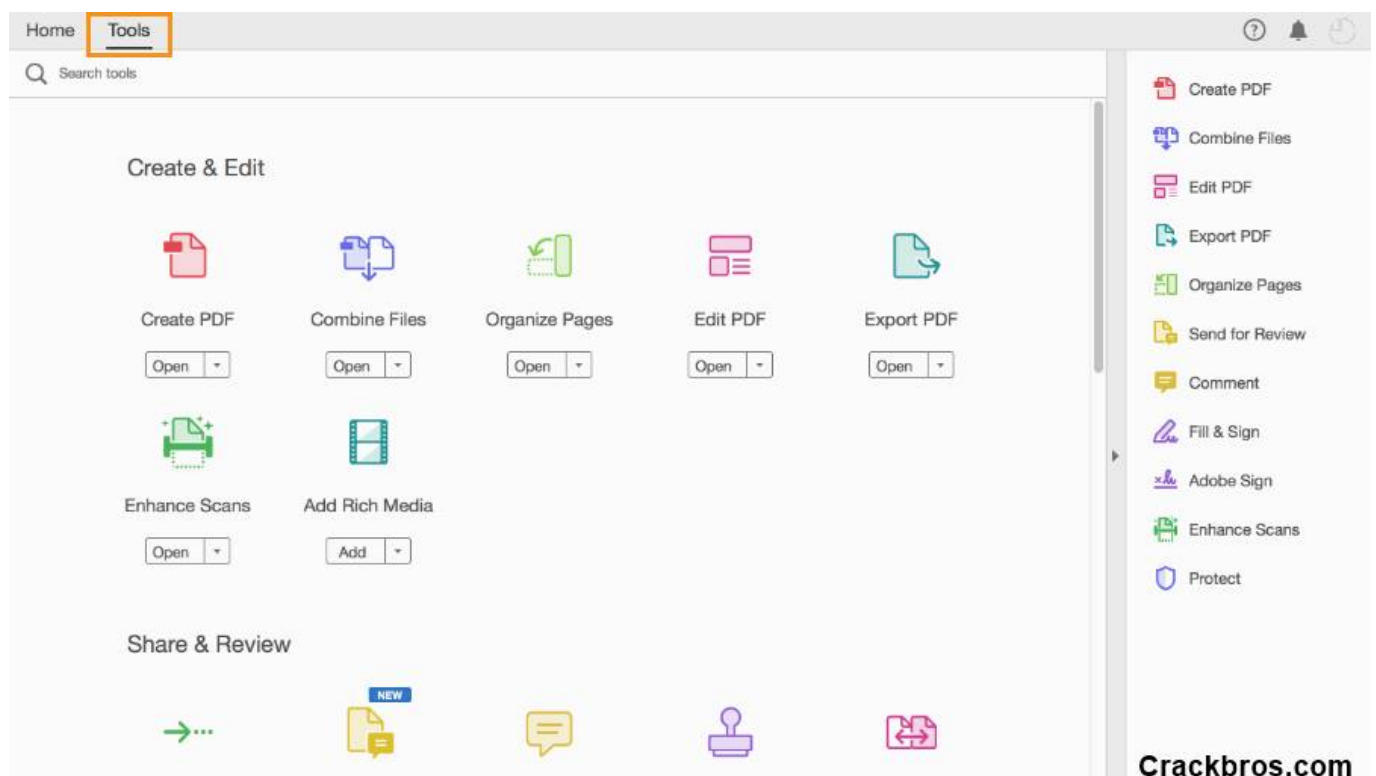 Home Tools
Search tools
Create & Edit
Create PDF Combine Files Organize Pages Edit PDF Export PDF
Open Open Open Open Open
Enhance Scans Add Rich Media
Open Add
Share & Review
NEW
Create PDF
Combine Files
Edit PDF
Export PDF
Organize Pages
Send for Review
Comment
Fill & Sign
Adobe Sign
Enhance Scans
Protect
Crackbros.com